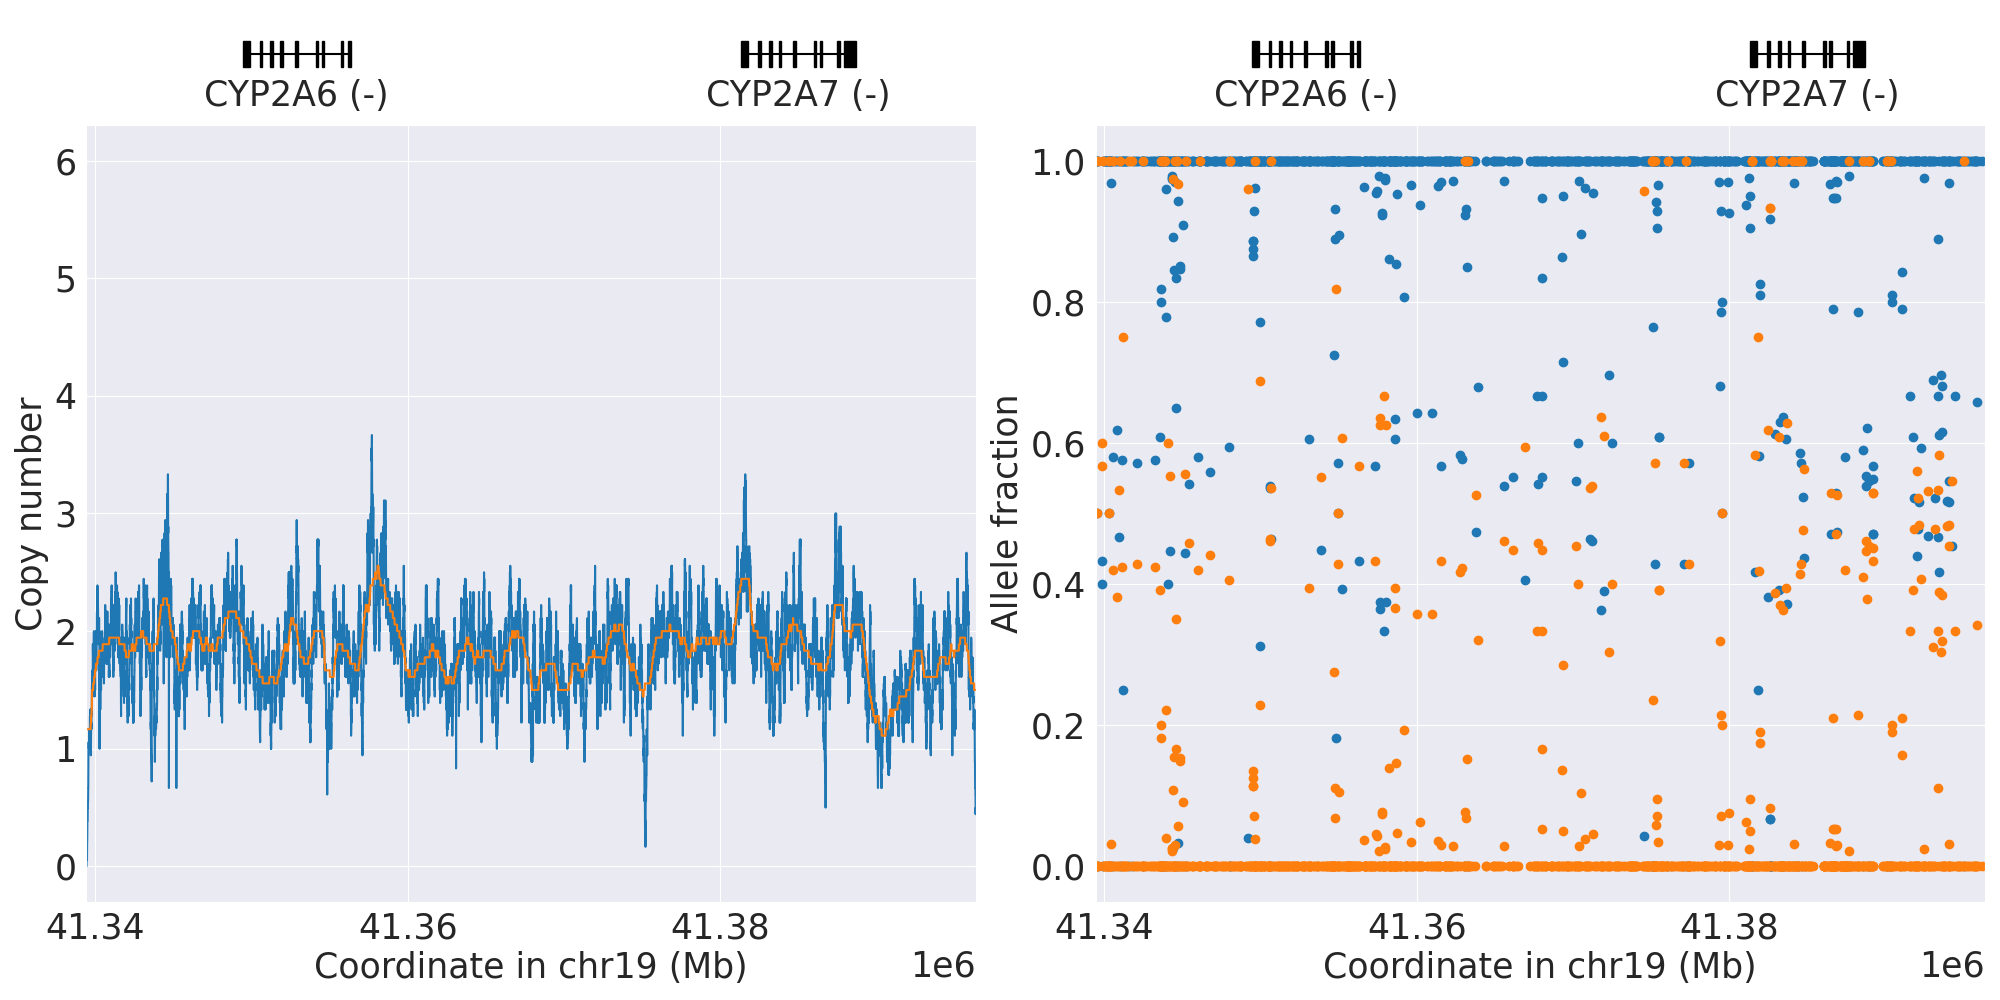 CYP2A6 (-)
CYP2A7 (-)
CYP2A6 (-)
CYP2A7 (-)
6
5
4
3
2
1
0
Copy number
41.34
41.36
41.38
Coordinate in chr19 (Mb)
1e6
1.0
0.8
0.6
0.4
0.2
0.0
Allele fraction
41.34
41.36
41.38
Coordinate in chr19 (Mb)
1e6